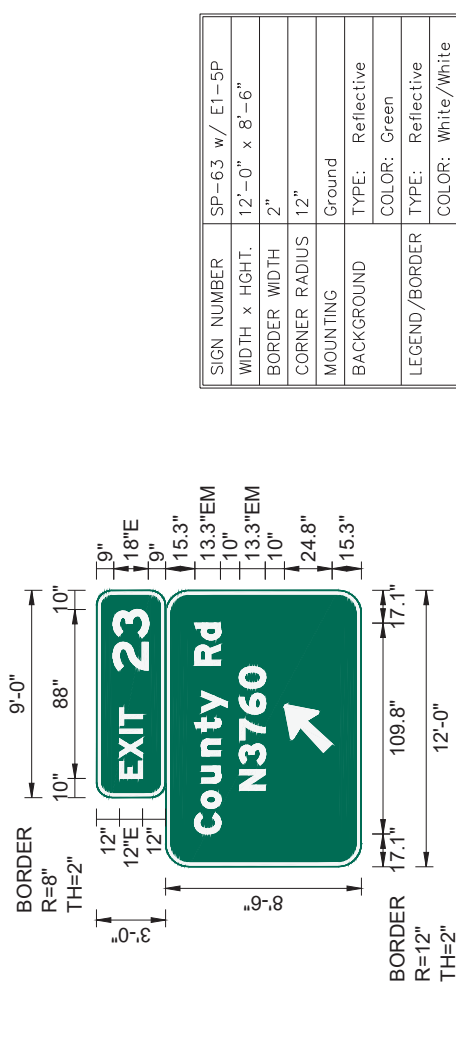 SIGN NUMBER SP-63 w/ E1-5P
WIDTH x HGHT. 12'-0" x 8'-6"
BORDER WIDTH 2"
CORNER RADIUS 12"
MOUNTING Ground
BACKGROUND TYPE: Reflective
COLOR: Green
LEGEND/BORDER TYPE: Reflective
COLOR: White/White
BORDER
R=8"
TH=2"
9'-0"
10" 88" 10"
3'-0"
12"
12"E
12"
EXIT 23
9"
18"E
9"
County Rd
N3760
8'-6"
15.3"
13.3"EM
10"
13.3"EM
10"
24.8"
15.3"
17.1" 109.8" 17.1"
12'-0"
BORDER
R=12"
TH=2"